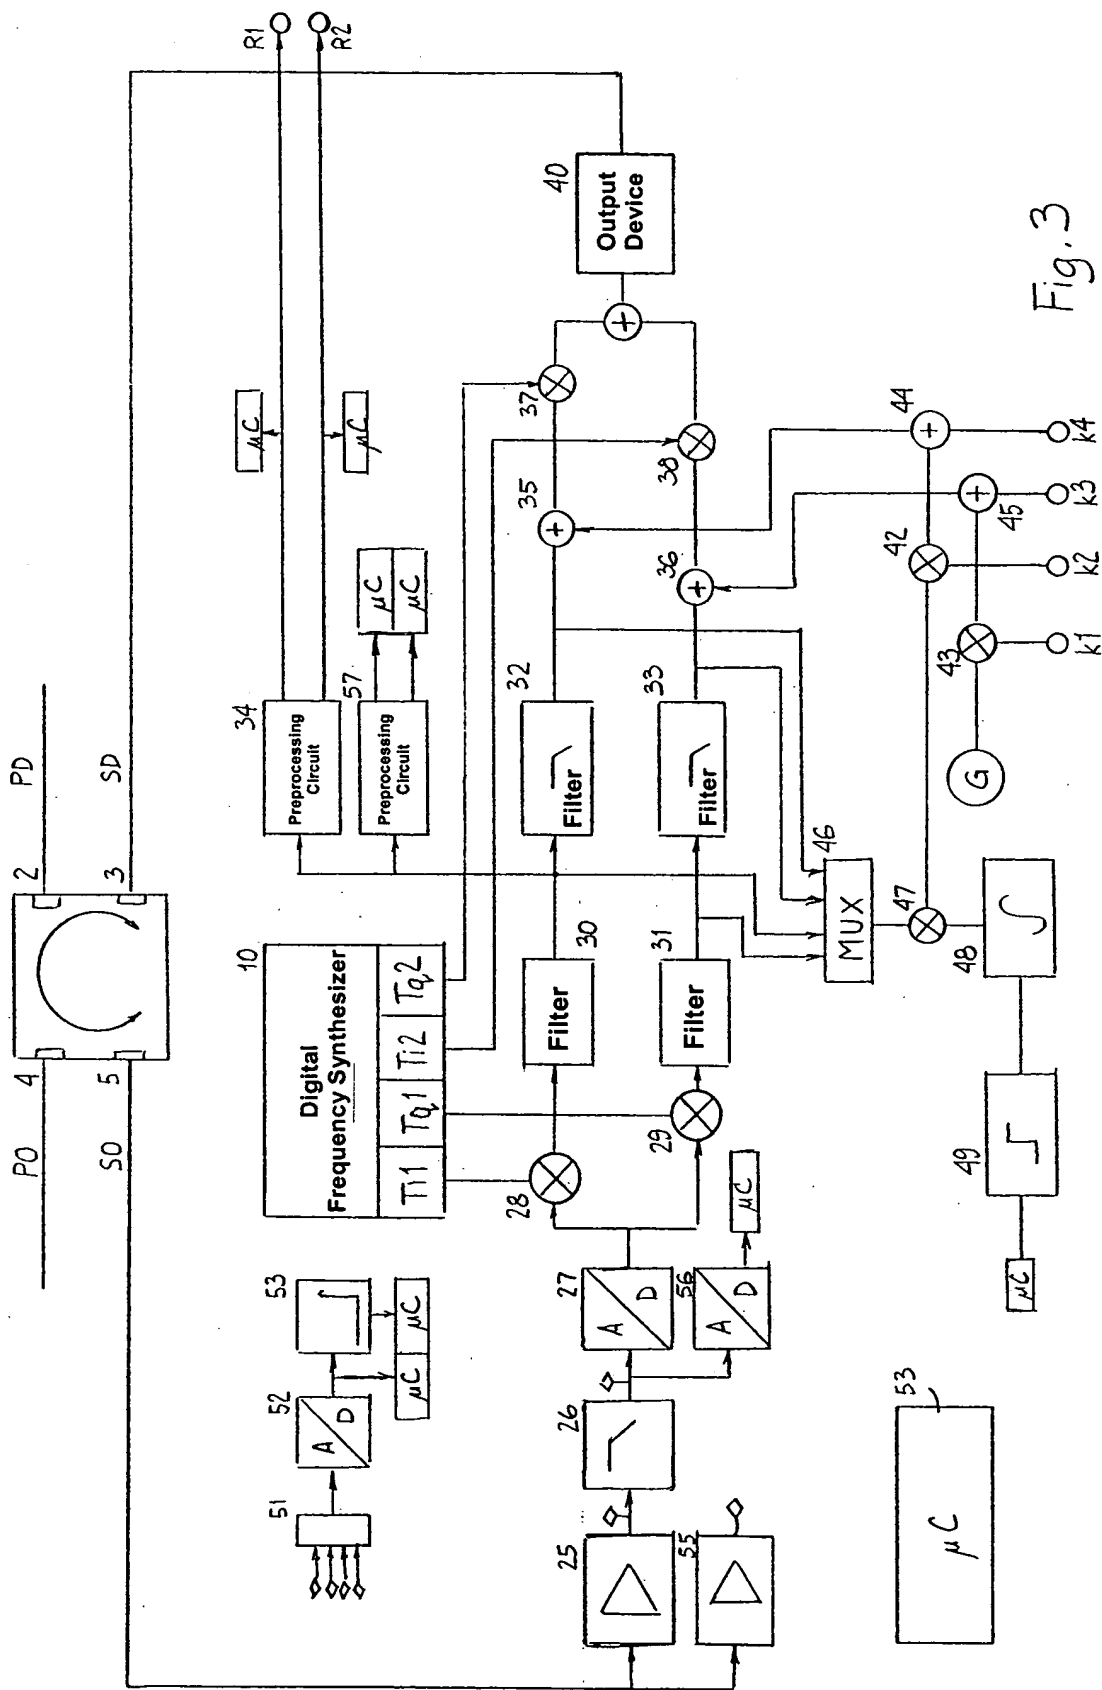 PO
4
2
PD
SO
5
3
SD
R1
R2
μC
μC
10
Digital
Frequency Synthesizer
Ti1
Tq1
Ti2
Tq2
34
Preprocessing
Circuit
57
Preprocessing
Circuit
μC
μC
51
52
A
D
53
μC
μC
25
26
27
A
D
28
30
Filter
32
Filter
35
37
40
Output
Device
55
56
A
D
μC
29
31
Filter
33
Filter
36
38
46
MUX
47
48
49
μC
42
44
43
45
G
k1
k2
k3
k4
53
μC
Fig. 3